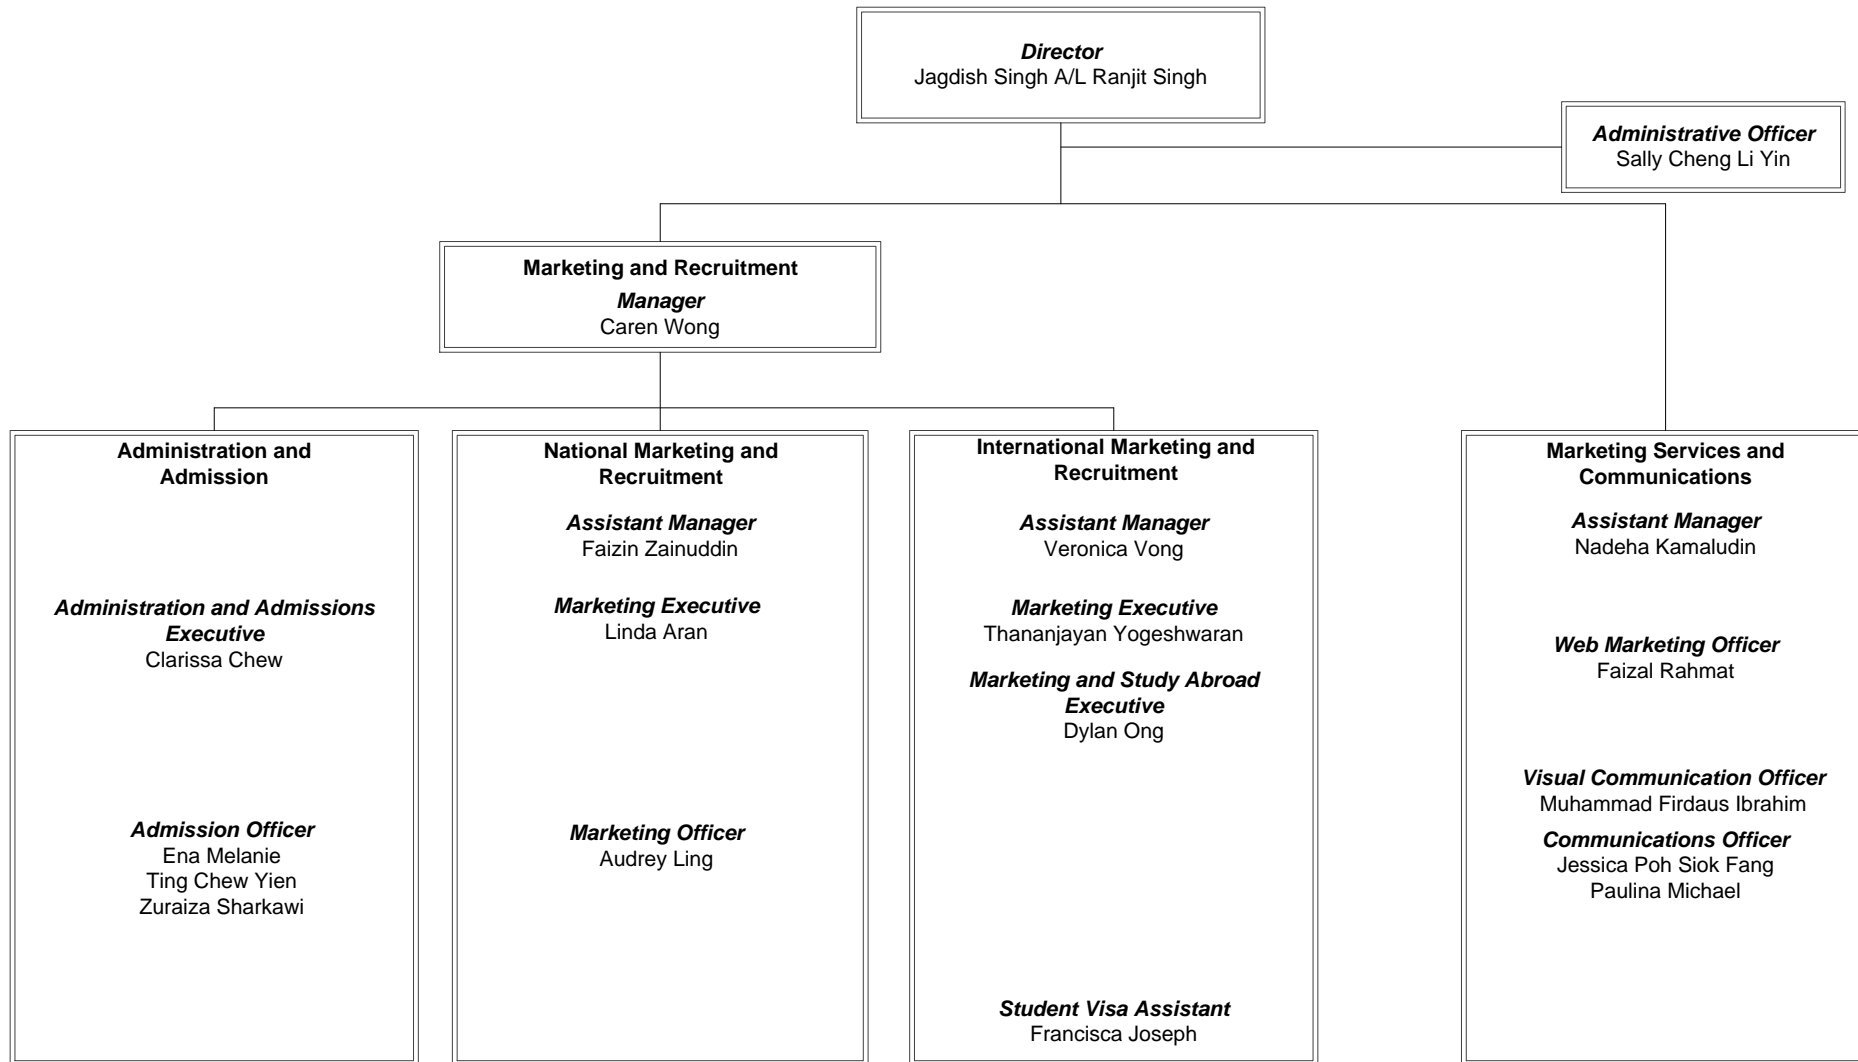 Director
Jagdish Singh A/L Ranjit Singh
Administrative Officer
Sally Cheng Li Yin
Marketing and Recruitment
Manager
Caren Wong
Administration and
Admission
Administration and Admissions
Executive
Clarissa Chew
Admission Officer
Ena Melanie
Ting Chew Yien
Zuraiza Sharkawi
National Marketing and
Recruitment
Assistant Manager
Faizin Zainuddin
Marketing Executive
Linda Aran
Marketing Officer
Audrey Ling
International Marketing and
Recruitment
Assistant Manager
Veronica Vong
Marketing Executive
Thananjayan Yogeshwaran
Marketing and Study Abroad
Executive
Dylan Ong
Student Visa Assistant
Francisca Joseph
Marketing Services and
Communications
Assistant Manager
Nadeha Kamaludin
Web Marketing Officer
Faizal Rahmat
Visual Communication Officer
Muhammad Firdaus Ibrahim
Communications Officer
Jessica Poh Siok Fang
Paulina Michael